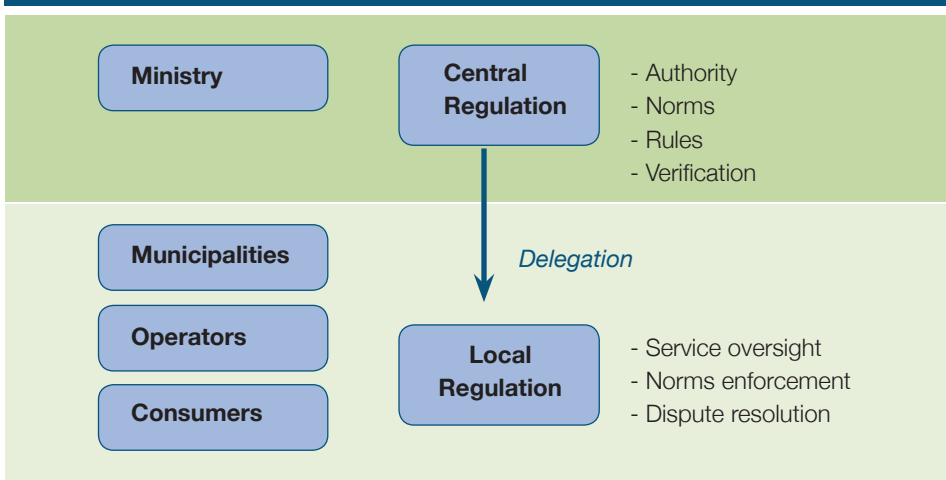 Ministry
Central
Regulation
- Authority
- Norms
- Rules
- Verification
Municipalities
Delegation
Operators
Consumers
Local
Regulation
- Service oversight
- Norms enforcement
- Dispute resolution